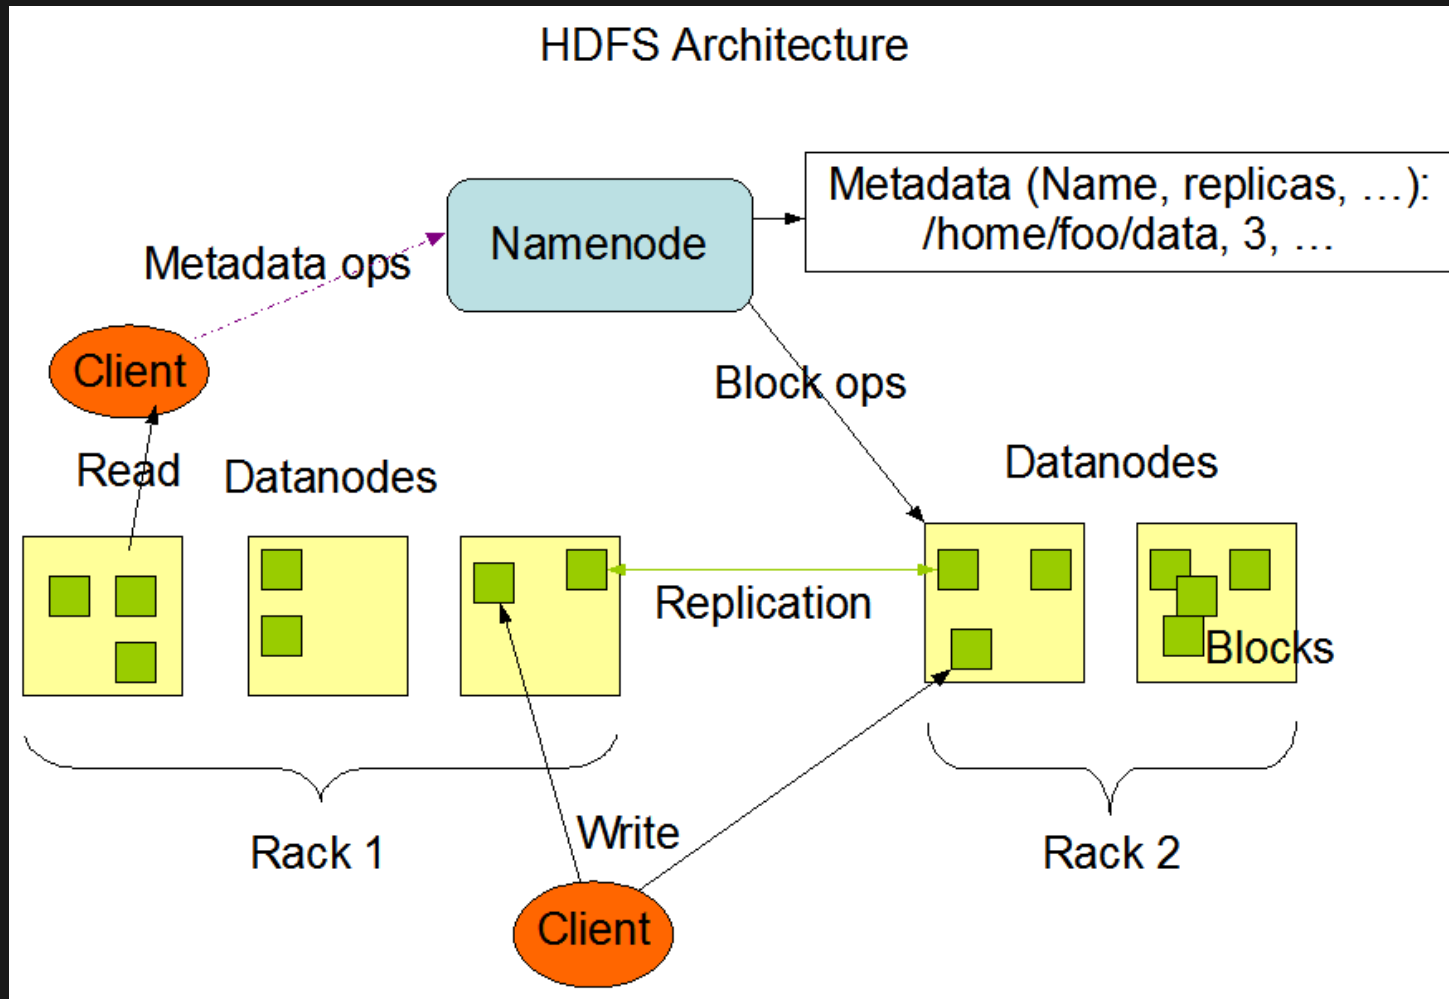 HDFS Architecture
Metadata (Name, replicas, ...):
/home/foo/data, 3, ...
Namenode
Metadata ops
Client
Block ops
Read
Datanodes
Datanodes
Replication
Blocks
Rack 1
Write
Rack 2
Client